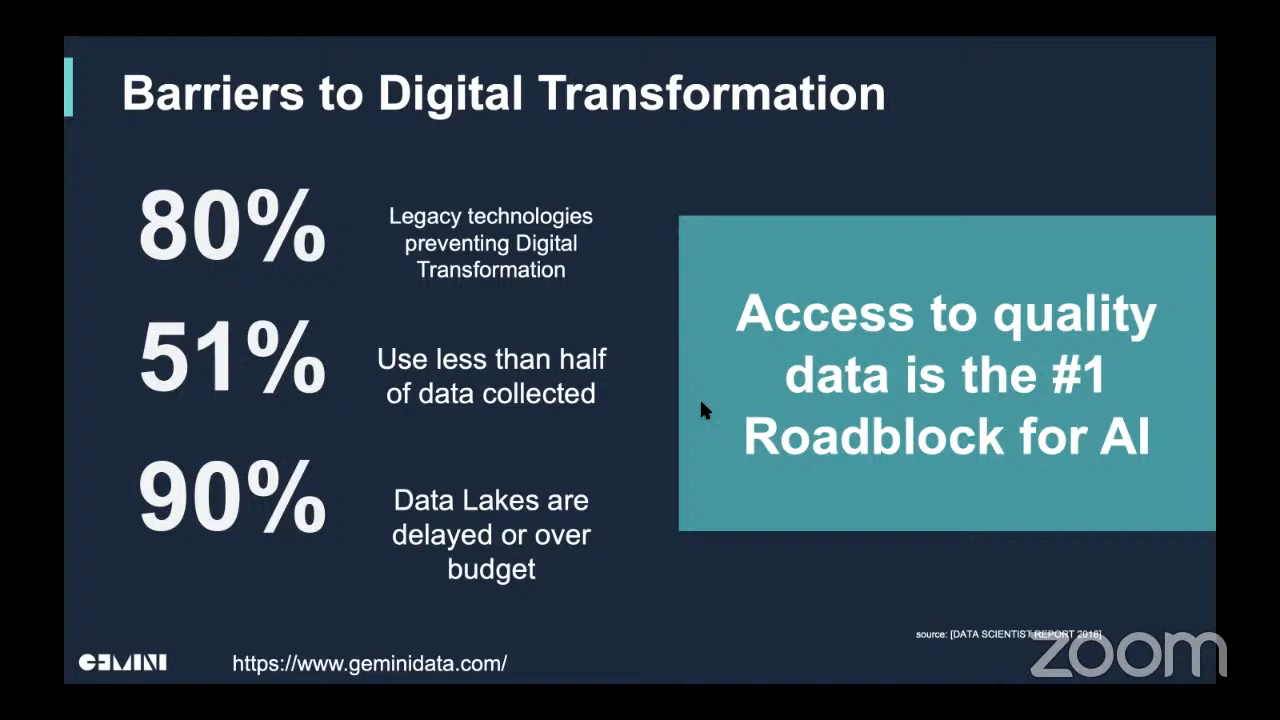 Barriers to Digital Transformation
80%
Legacy technologies
preventing Digital
Transformation
51%
Use less than half
of data collected
90%
Data Lakes are
delayed or over
budget
Access to quality
data is the #1
Roadblock for AI
source: [DATA SCIENTIST REPORT 2018]
GEMINI
https://www.geminidata.com/
zoom